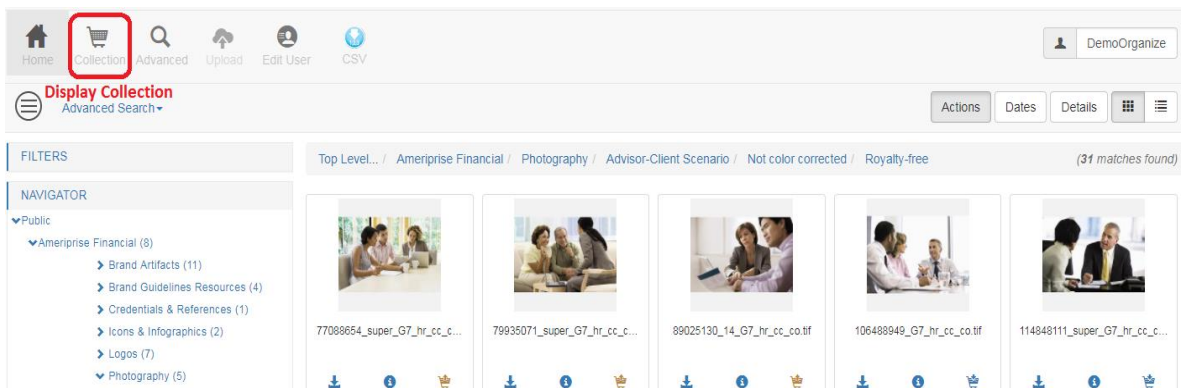 Home Collection Advanced Upload Edit User CSV DemoOrganize
Display Collection
Advanced Search
Actions Dates Details
FILTERS
Top Level... / Ameriprise Financial / Photography / Advisor-Client Scenario / Not color corrected / Royalty-free (31 matches found)
NAVIGATOR
Public
Ameriprise Financial (8)
Brand Artifacts (11)
Brand Guidelines Resources (4)
Credentials & References (1)
Icons & Infographics (2)
Logos (7)
Photography (5)
77088654_super_G7_hr_cc_c... 79935071_super_G7_hr_cc_c... 89025130_14_G7_hr_cc_co.tif 106488949_G7_hr_cc_co.tif 114848111_super_G7_hr_cc_c...